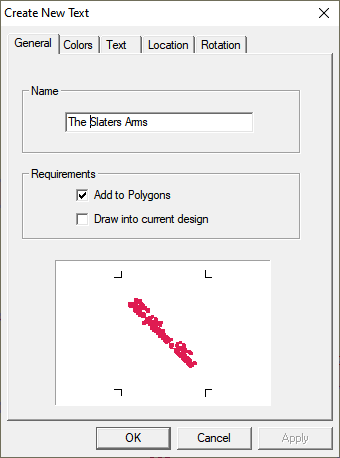 Create New Text
General Colors Text Location Rotation
Name
The Slaters Arms
Requirements
Add to Polygons
Draw into current design
OK Cancel Apply